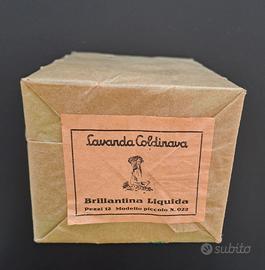 Lavanda Coldinava
Brillantina Liquida
Pezzi 12 Modello piccolo N. 022
subito